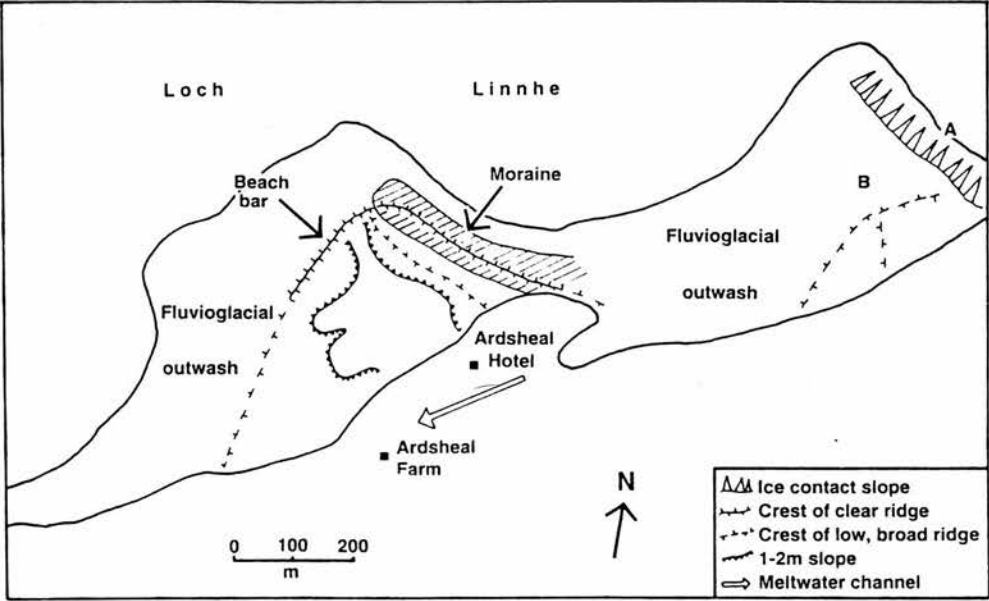 Loch
Linnhe
A
Moraine
Beach
bar
B
Fluvioglacial
outwash
Fluvioglacial
outwash
Ardsheal
Hotel
Ardsheal
Farm
N
0 100 200
m
Ice contact slope
Crest of clear ridge
Crest of low, broad ridge
1-2m slope
Meltwater channel